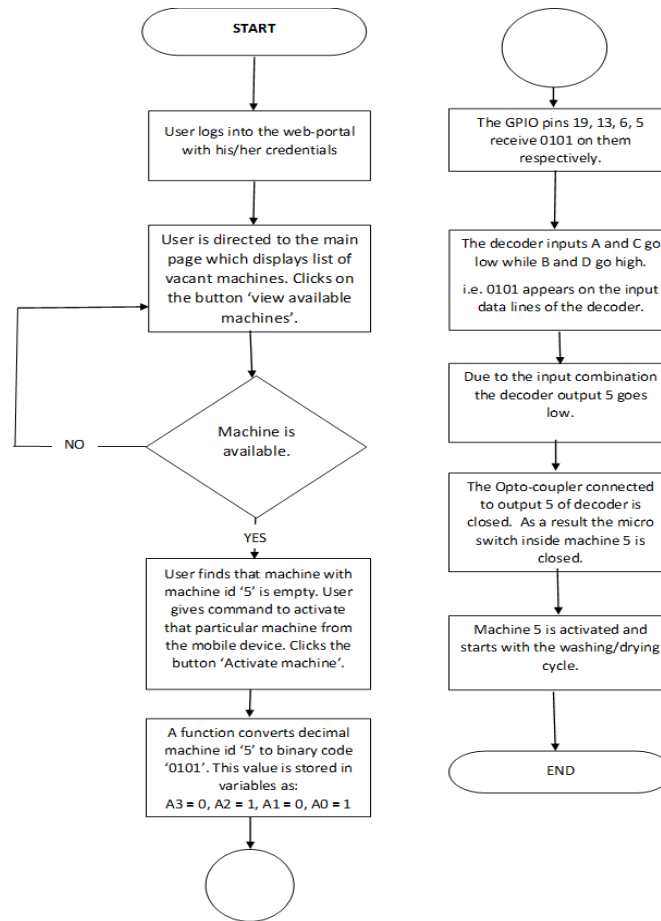 START
User logs into the web-portal
with his/her credentials
User is directed to the main
page which displays list of
vacant machines. Clicks on
the button ‘view available
machines’.
Machine is
available.
NO
YES
User finds that machine with
machine id ‘5’ is empty. User
gives command to activate
that particular machine from
the mobile device. Clicks the
button ‘Activate machine’.
A function converts decimal
machine id ‘5’ to binary code
‘0101’. This value is stored in
variables as:
A3 = 0, A2 = 1, A1 = 0, A0 = 1
The GPIO pins 19, 13, 6, 5
receive 0101 on them
respectively.
The decoder inputs A and C go
low while B and D go high.
i.e. 0101 appears on the input
data lines of the decoder.
Due to the input combination
the decoder output 5 goes
low.
The Opto-coupler connected
to output 5 of decoder is
closed. As a result the micro
switch inside machine 5 is
closed.
Machine 5 is activated and
starts with the washing/drying
cycle.
END